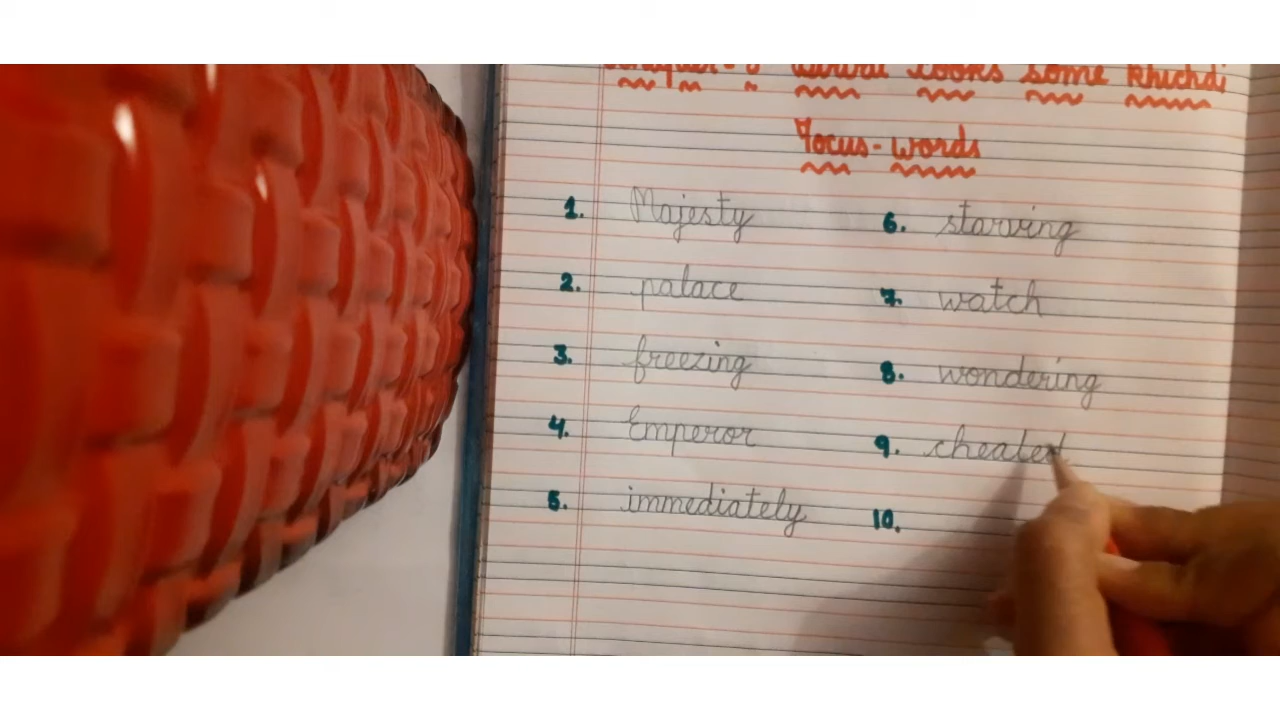 cooks some khichdi
Focus-words
1. Majesty
2. palace
3. freezing
4. Emperor
5. immediately
6. starving
7. watch
8. wondering
9. cheated
10.